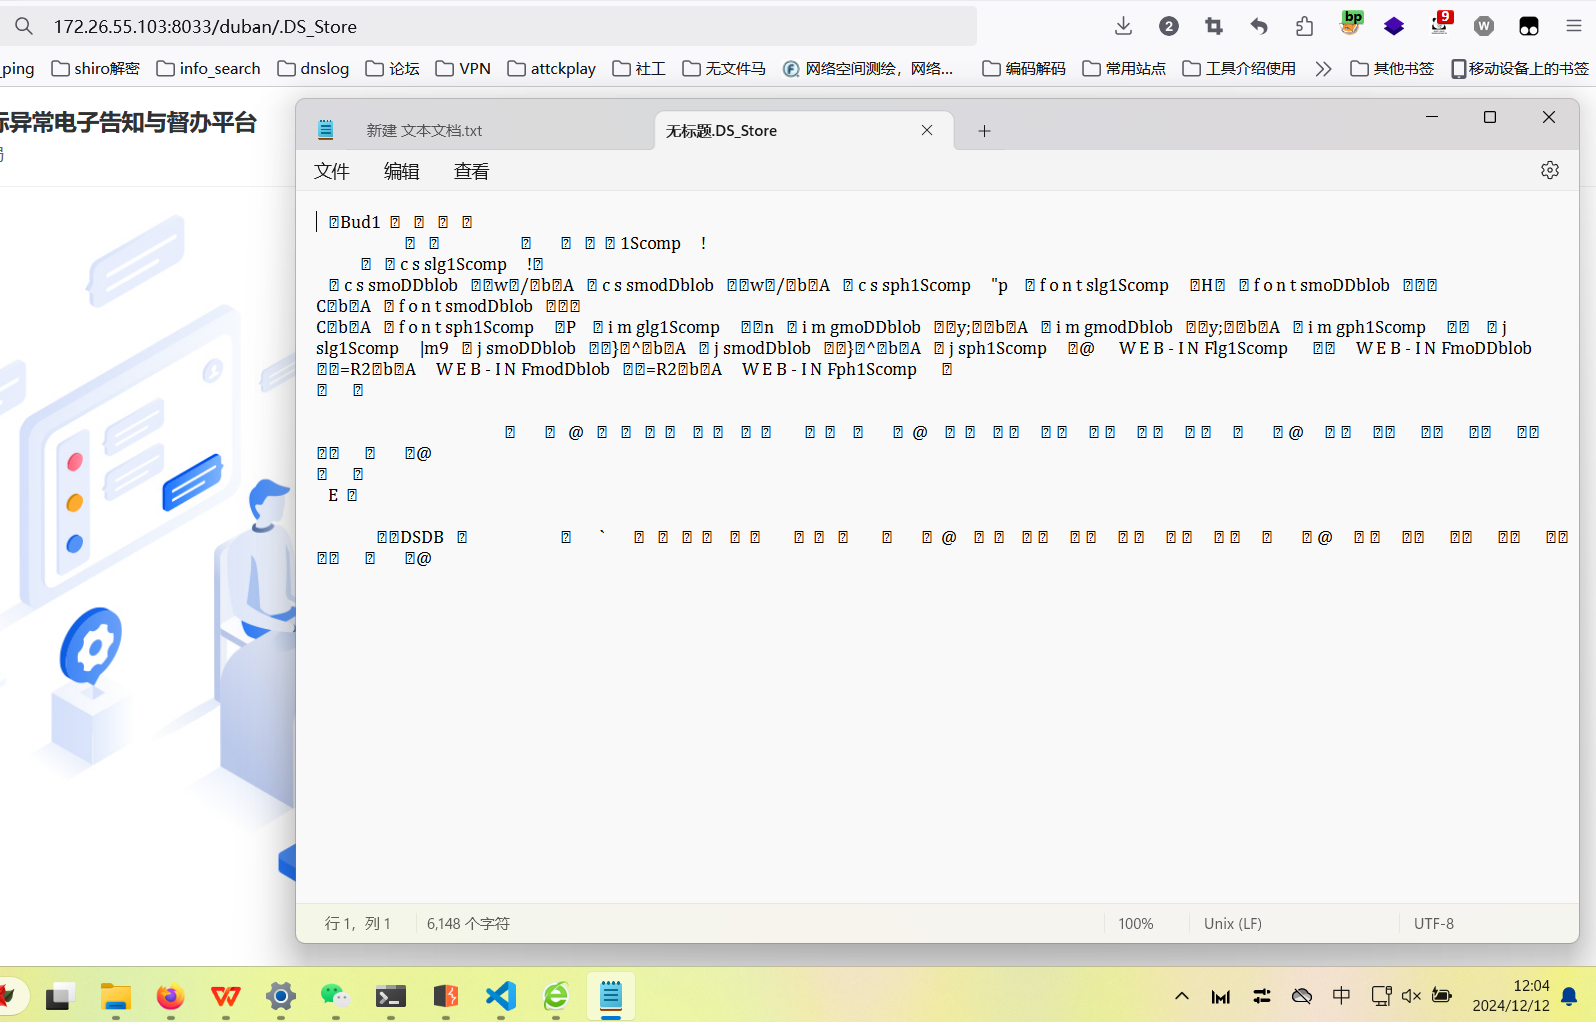 172.26.55.103:8033/duban/.DS_Store
2
bp
9
W
ping shiro解密 info_search dnslog 论坛 VPN attckplay 社工 无文件马 网络空间测绘，网络... 编码解码 常用站点 工具介绍使用 其他书签 移动设备上的书签
异常电子告知与督办平台
新建 文本文档.txt
无标题.DS_Store
文件 编辑 查看
Bud1
1Scomp !
c s slg1Scomp !
c s smoDDblob w /b A c s smodDblob w /b A c s sph1Scomp "p f o n t slg1Scomp H f o n t smoDDblob
C b A f o n t smodDblob
C b A f o n t sph1Scomp P i m glg1Scomp n i m gmoDDblob y; b A i m gmodDblob y; b A i m gph1Scomp j
slg1Scomp |m9 j smoDDblob } ^ b A j smodDblob } ^ b A j sph1Scomp @ W E B - I N Flg1Scomp W E B - I N FmoDDblob
=R2 b A W E B - I N FmodDblob =R2 b A W E B - I N Fph1Scomp
@ @ @
@
E
DSDB ` @ @
@
行 1，列 1 6,148 个字符 100% Unix (LF) UTF-8
中
12:04
2024/12/12